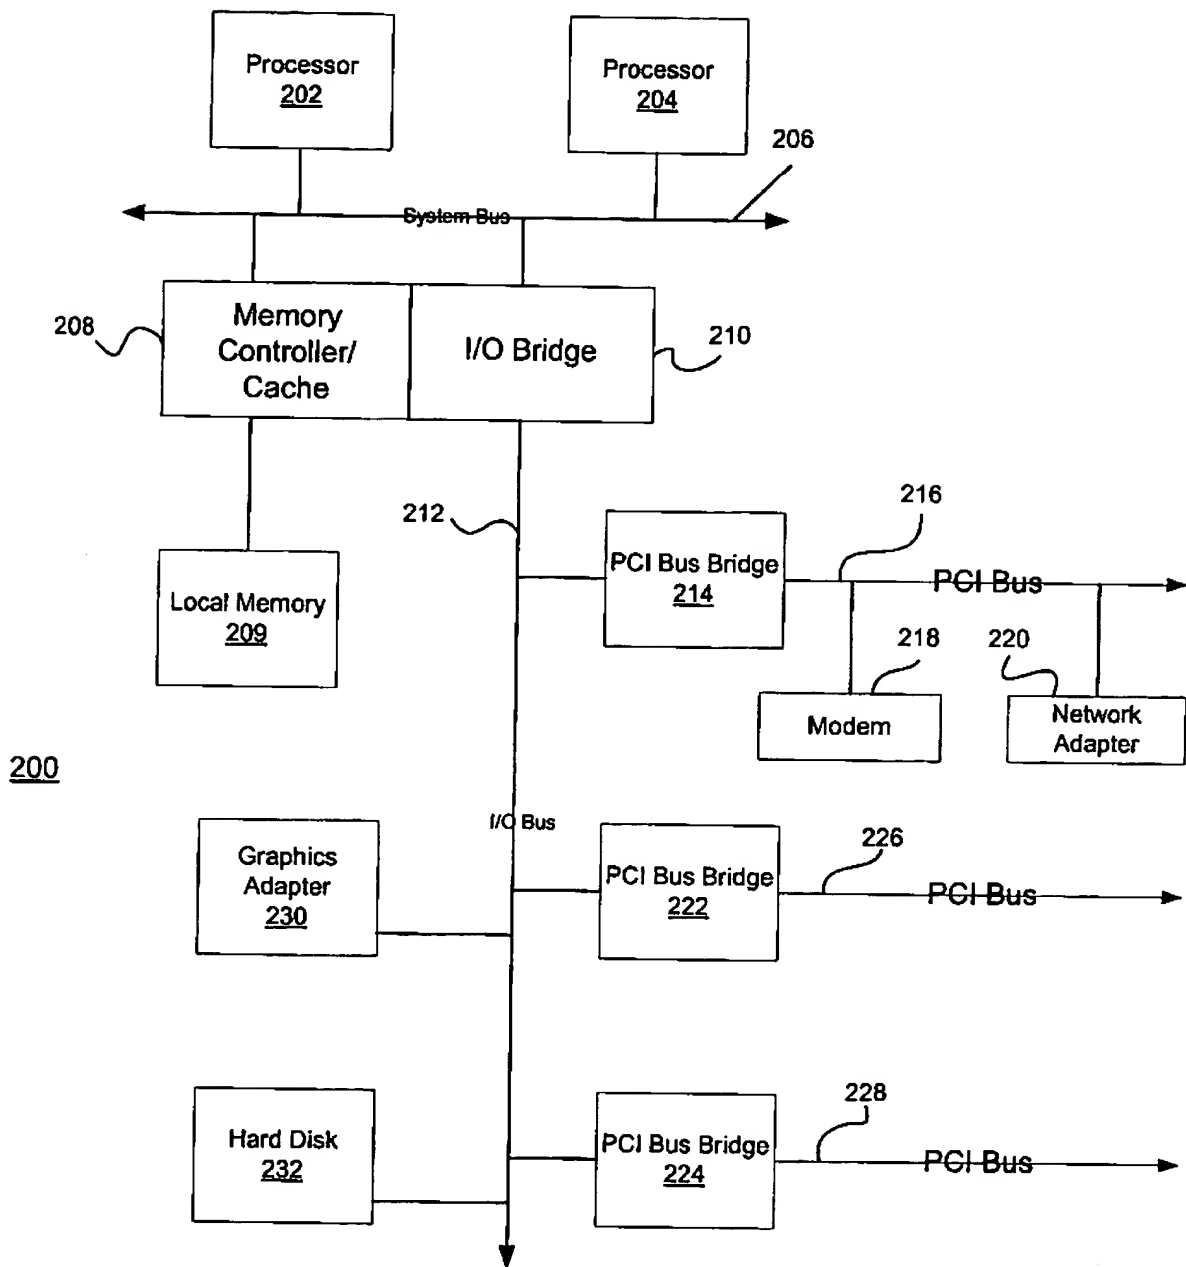 Processor
202
Processor
204
206
System Bus
208
Memory
Controller/
Cache
I/O Bridge
210
212
PCI Bus Bridge
214
216
PCI Bus
Local Memory
209
218
220
Modem
Network
Adapter
200
I/O Bus
Graphics
Adapter
230
PCI Bus Bridge
222
226
PCI Bus
Hard Disk
232
PCI Bus Bridge
224
228
PCI Bus